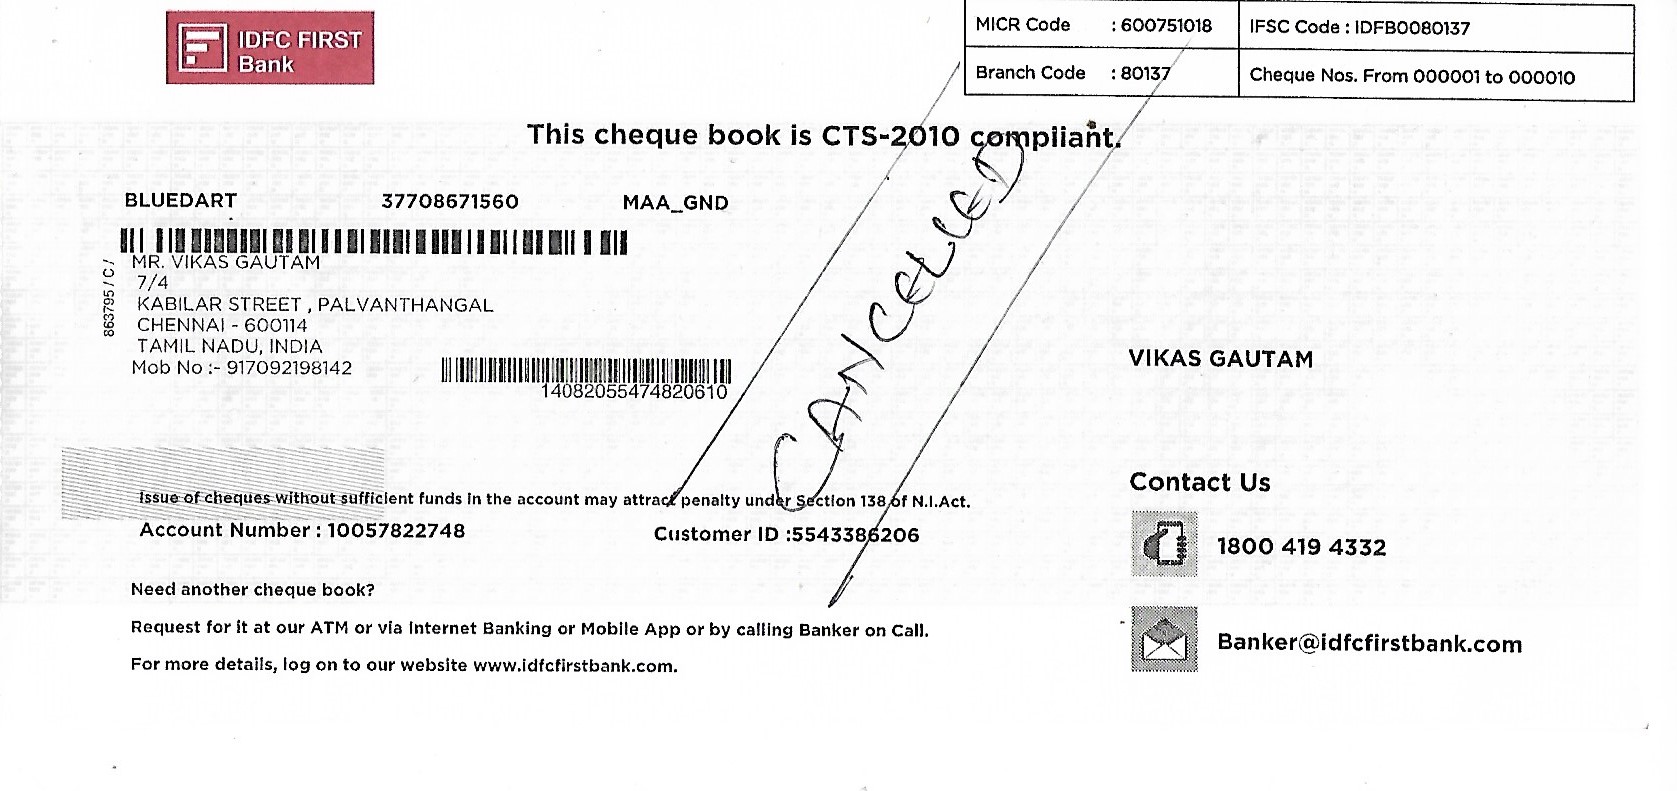 IDFC FIRST
Bank
MICR Code : 600751018 IFSC Code : IDFB0080137
Branch Code : 80137 Cheque Nos. From 000001 to 000010
This cheque book is CTS-2010 compliant.
BLUEDART 37708671560 MAA_GND
MR. VIKAS GAUTAM
7/4
KABILAR STREET , PALVANTHANGAL
CHENNAI - 600114
TAMIL NADU, INDIA
Mob No :- 917092198142
863795 / C /
14082055474820610
CANCELLED
VIKAS GAUTAM
Issue of cheques without sufficient funds in the account may attract penalty under Section 138 of N.I.Act.
Account Number : 10057822748 Customer ID :5543386206
Need another cheque book?
Request for it at our ATM or via Internet Banking or Mobile App or by calling Banker on Call.
For more details, log on to our website www.idfcfirstbank.com.
Contact Us
1800 419 4332
Banker@idfcfirstbank.com